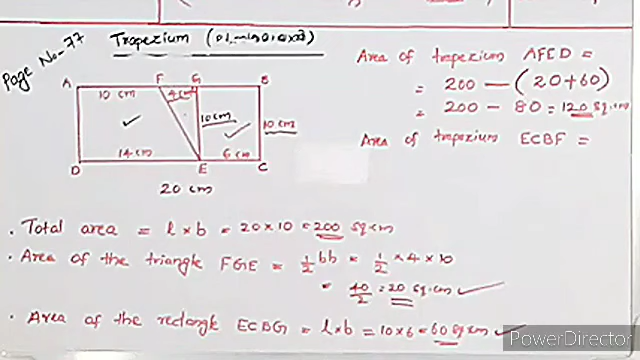 Page No-77
Trapezium
A F G B
10 cm 4 cm
10 cm 10 cm
14 cm 6 cm
D E C
20 cm
Area of trapezium AFED =
= 200 - (20+60)
= 200 - 80 = 120 sq.cm
Area of trapezium ECBF =
. Total area = l x b = 20 x 10 = 200 sq cm
. Area of the triangle FGE = 1/2 bh = 1/2 x 4 x 10
= 40/2 = 20 sq.cm
. Area of the rectangle ECBG = l x b = 10 x 6 = 60 sq cm
PowerDirector